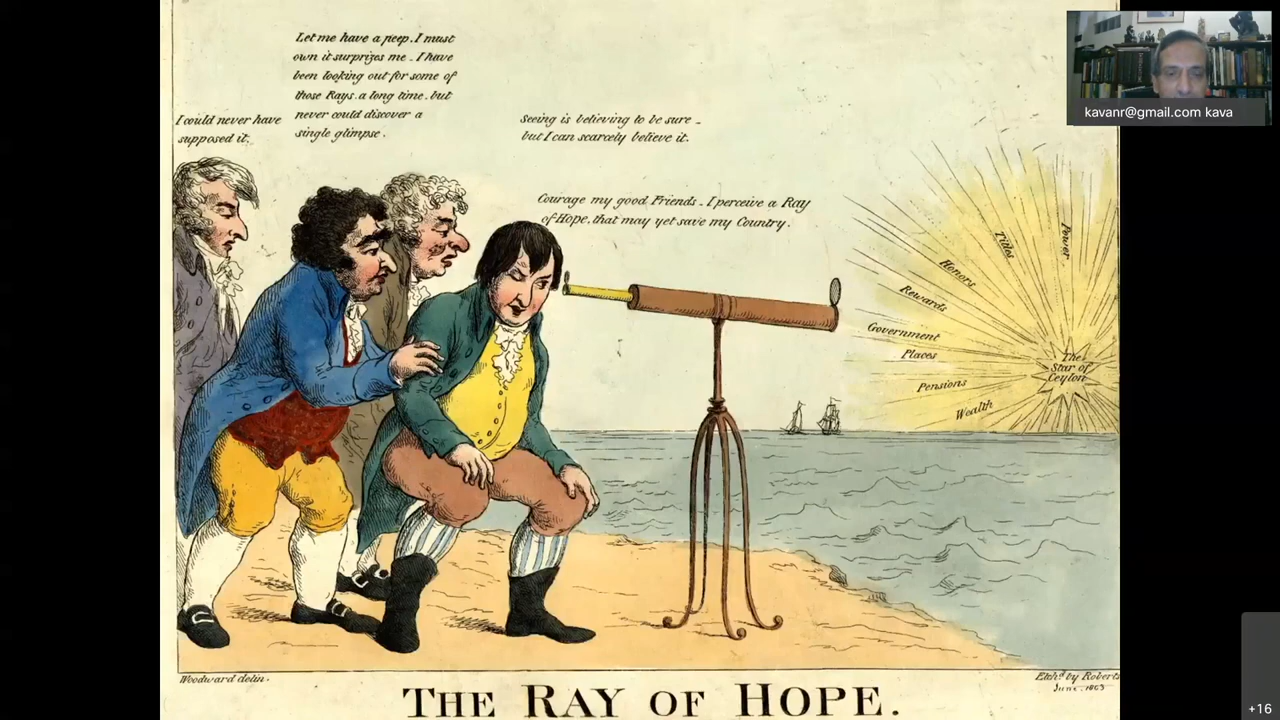 Let me have a peep. I must
own it surprizes me - I have
been looking out for some of
those Rays a long time. but
never could discover a
single glimpse.
I could never have
supposed it.
Seeing is believing to be sure -
but I can scarcely believe it.
Courage my good Friends - I perceive a Ray
of Hope. that may yet save my Country.
Power.
Titles
Honors
Rewards
Government
Places
Pensions
Wealth
The
Star of
Ceylon
Woodward delin.
Etch'd by Roberts
June. 1803
THE RAY OF HOPE.
kavanr@gmail.com kava
+16